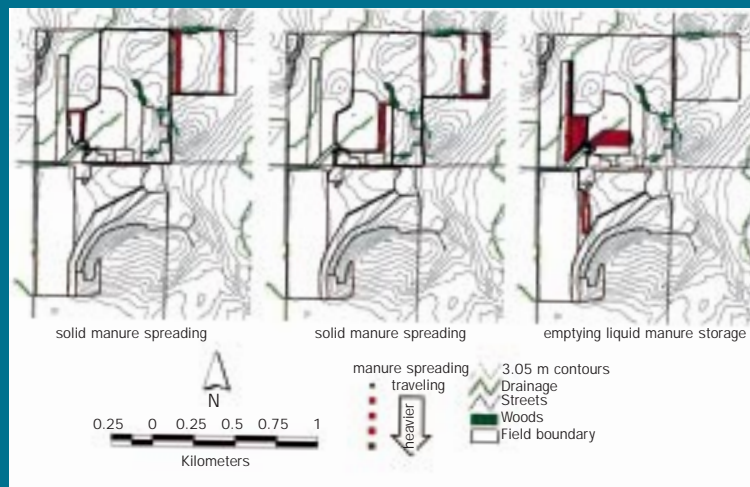 solid manure spreading
solid manure spreading
emptying liquid manure storage
N
0.25 0 0.25 0.5 0.75 1
Kilometers
manure spreading
traveling
heavier
3.05 m contours
Drainage
Streets
Woods
Field boundary